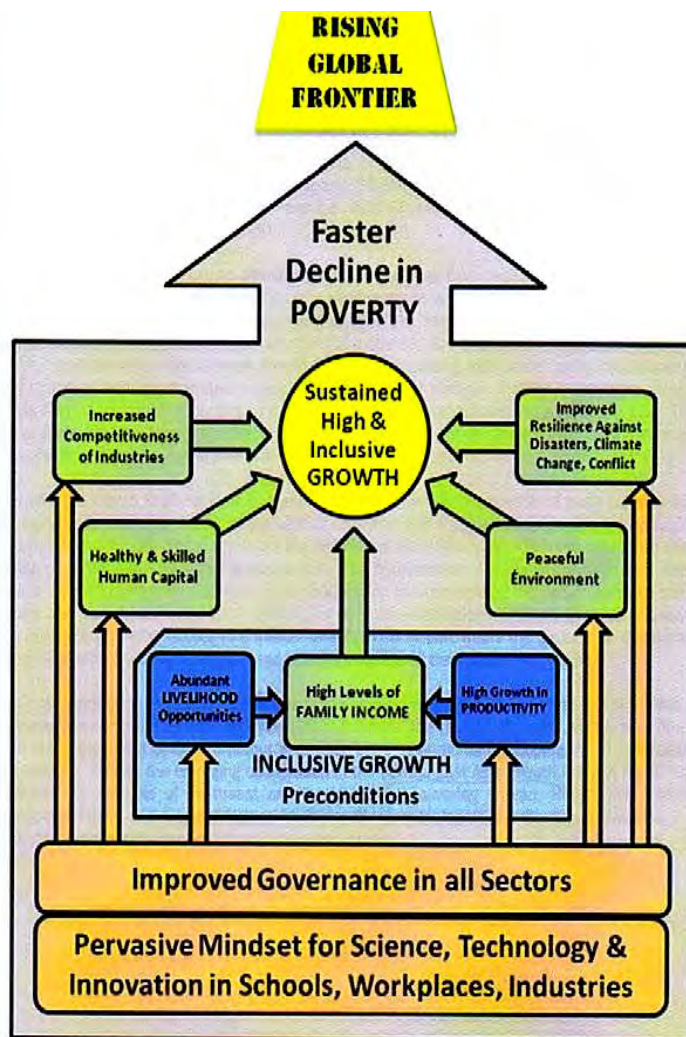 RISING
GLOBAL
FRONTIER
Faster
Decline in
POVERTY
Sustained
High &
Inclusive
GROWTH
Increased
Competitiveness
of Industries
Improved
Resilience Against
Disasters, Climate
Change, Conflict
Healthy & Skilled
Human Capital
Peaceful
Environment
Abundant
LIVELIHOOD
Opportunities
High Levels of
FAMILY INCOME
High Growth in
PRODUCTIVITY
INCLUSIVE GROWTH
Preconditions
Improved Governance in all Sectors
Pervasive Mindset for Science, Technology &
Innovation in Schools, Workplaces, Industries